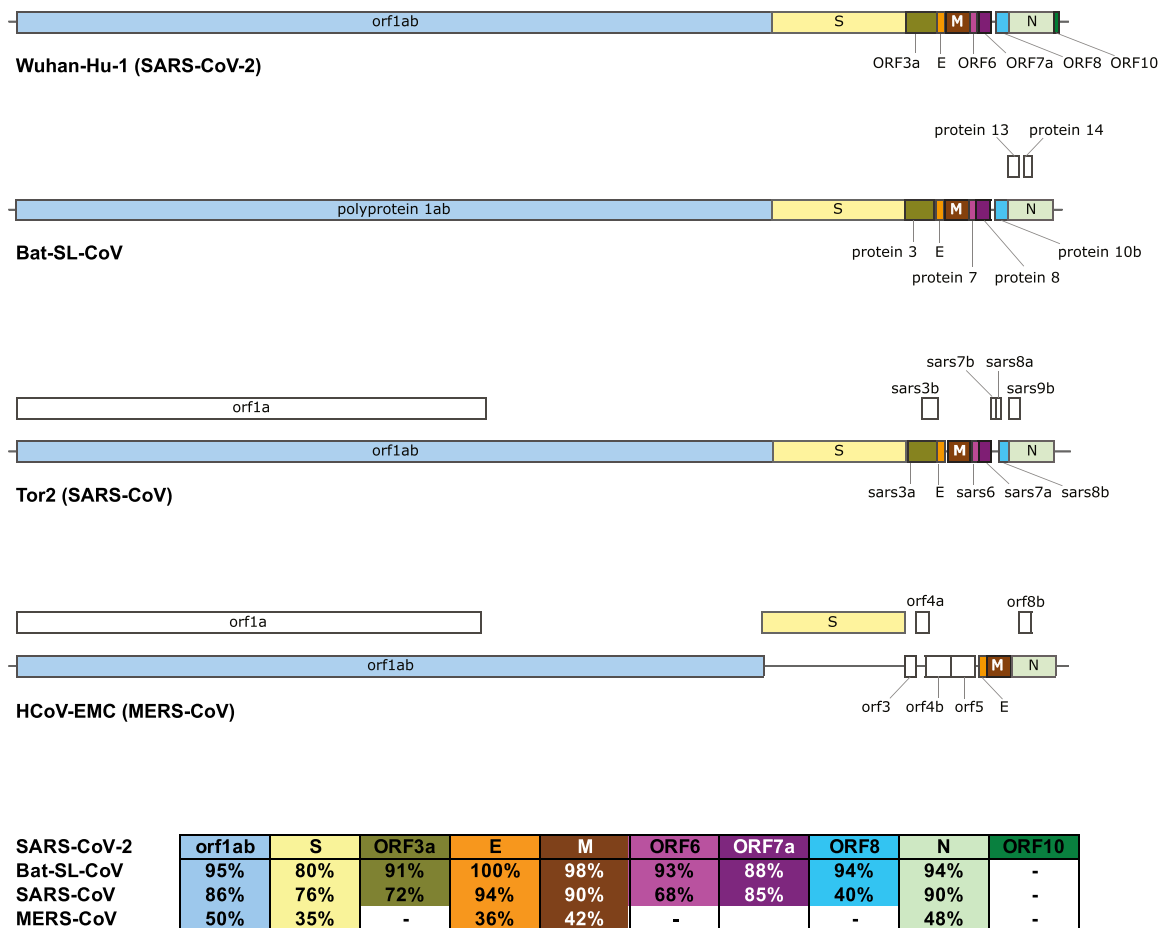 orf1ab S M N
ORF3a E ORF6 ORF7a ORF8 ORF10
Wuhan-Hu-1 (SARS-CoV-2)
protein 13 protein 14
polyprotein 1ab S M N
protein 3 E protein 10b
Bat-SL-CoV
protein 7 protein 8
sars7b sars8a
sars3b sars9b
orf1a
orf1ab S M N
sars3a E sars6 sars7a sars8b
Tor2 (SARS-CoV)
orf4a orf8b
orf1a S
orf1ab M N
orf3 orf4b orf5 E
HCoV-EMC (MERS-CoV)
SARS-CoV-2 orf1ab S ORF3a E M ORF6 ORF7a ORF8 N ORF10
Bat-SL-CoV 95% 80% 91% 100% 98% 93% 88% 94% 94% -
SARS-CoV 86% 76% 72% 94% 90% 68% 85% 40% 90% -
MERS-CoV 50% 35% - 36% 42% - - 48% -